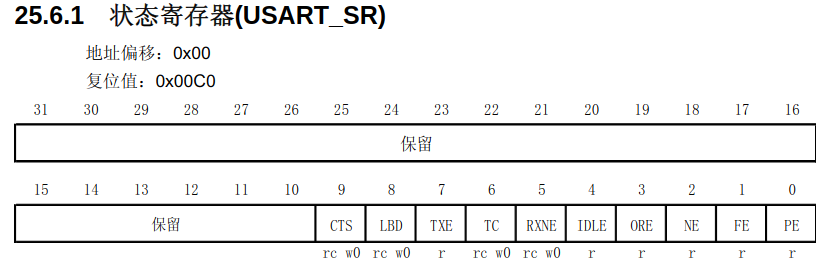 25.6.1 状态寄存器(USART_SR)
地址偏移：0x00
复位值：0x00C0
31 30 29 28 27 26 25 24 23 22 21 20 19 18 17 16
保留
15 14 13 12 11 10 9 8 7 6 5 4 3 2 1 0
保留 CTS LBD TXE TC RXNE IDLE ORE NE FE PE
rc w0 rc w0 r rc w0 rc w0 r r r r r